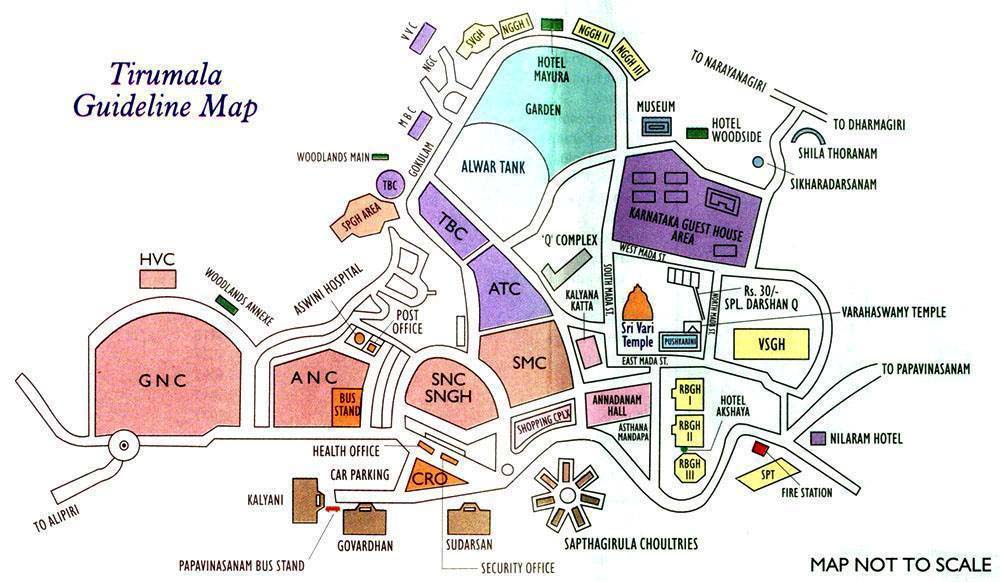 Tirumala
Guideline Map
VVC
SVGH
NGGH I
NGGH II
NGGH III
NGC
HOTEL
MAYURA
GARDEN
MBC
GOKULAM
WOODLANDS MAIN
ALWAR TANK
TBC
SPGH AREA
TBC
TO NARAYANAGIRI
MUSEUM
HOTEL
WOODSIDE
TO DHARMAGIRI
SHILA THORANAM
SIKHARADARSANAM
KARNATAKA GUEST HOUSE
AREA
'Q' COMPLEX
WEST MADA ST.
SOUTH MADA ST.
NORTH MADA ST.
EAST MADA ST.
Rs. 30/-
SPL. DARSHAN Q
VARAHASWAMY TEMPLE
Sri Vari
Temple
PUSHKARINI
VSGH
KALYANA
KATTA
ATC
HVC
WOODLANDS ANNEXE
ASWINI HOSPITAL
POST
OFFICE
GNC
ANC
BUS
STAND
SNC
SNGH
SMC
SHOPPING CPLX
ANNADANAM
HALL
ASTHANA
MANDAPA
RBGH
I
RBGH
II
RBGH
III
HOTEL
AKSHAYA
TO PAPAVINASANAM
NILARAM HOTEL
SPT
FIRE STATION
HEALTH OFFICE
CAR PARKING
CRO
KALYANI
GOVARDHAN
SUDARSAN
SAPTHAGIRULA CHOULTRIES
TO ALIPIRI
PAPAVINASANAM BUS STAND
SECURITY OFFICE
MAP NOT TO SCALE